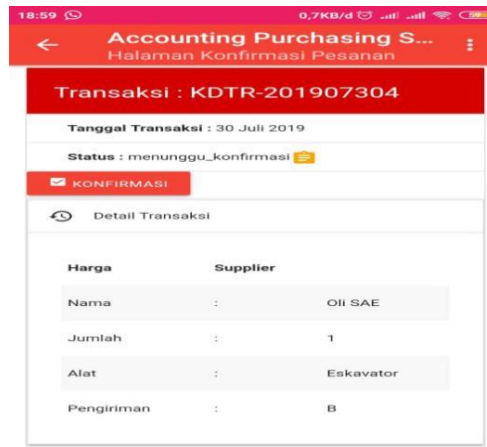 18:59 0,7KB/d
Accounting Purchasing S...
Halaman Konfirmasi Pesanan
Transaksi : KDTR-201907304
Tanggal Transaksi : 30 Juli 2019
Status : menunggu_konfirmasi
KONFIRMASI
Detail Transaksi
Harga Supplier
Nama : Oli SAE
Jumlah : 1
Alat : Eskavator
Pengiriman : B